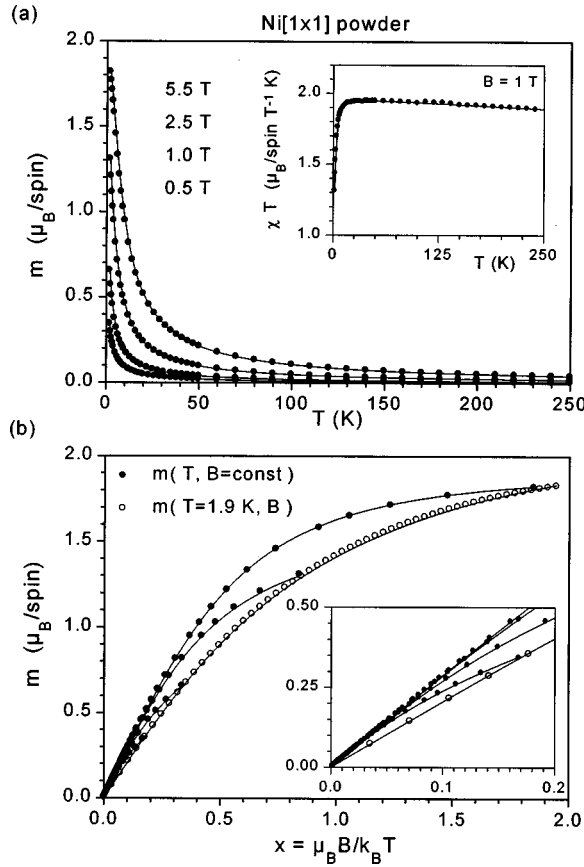 (a)
Ni[1x1] powder
2.0
1.5
1.0
0.5
0.0
m (μB/spin)
5.5 T
2.5 T
1.0 T
0.5 T
B = 1 T
2.0
1.5
1.0
χ T (μB/spin T⁻¹ K)
0
125
250
T (K)
0
50
100
150
200
250
T (K)
(b)
2.0
1.5
1.0
0.5
0.0
m (μB/spin)
m( T, B=const )
m( T=1.9 K, B )
0.50
0.25
0.00
0.0
0.1
0.2
0.0
0.5
1.0
1.5
2.0
x = μBB/kBT